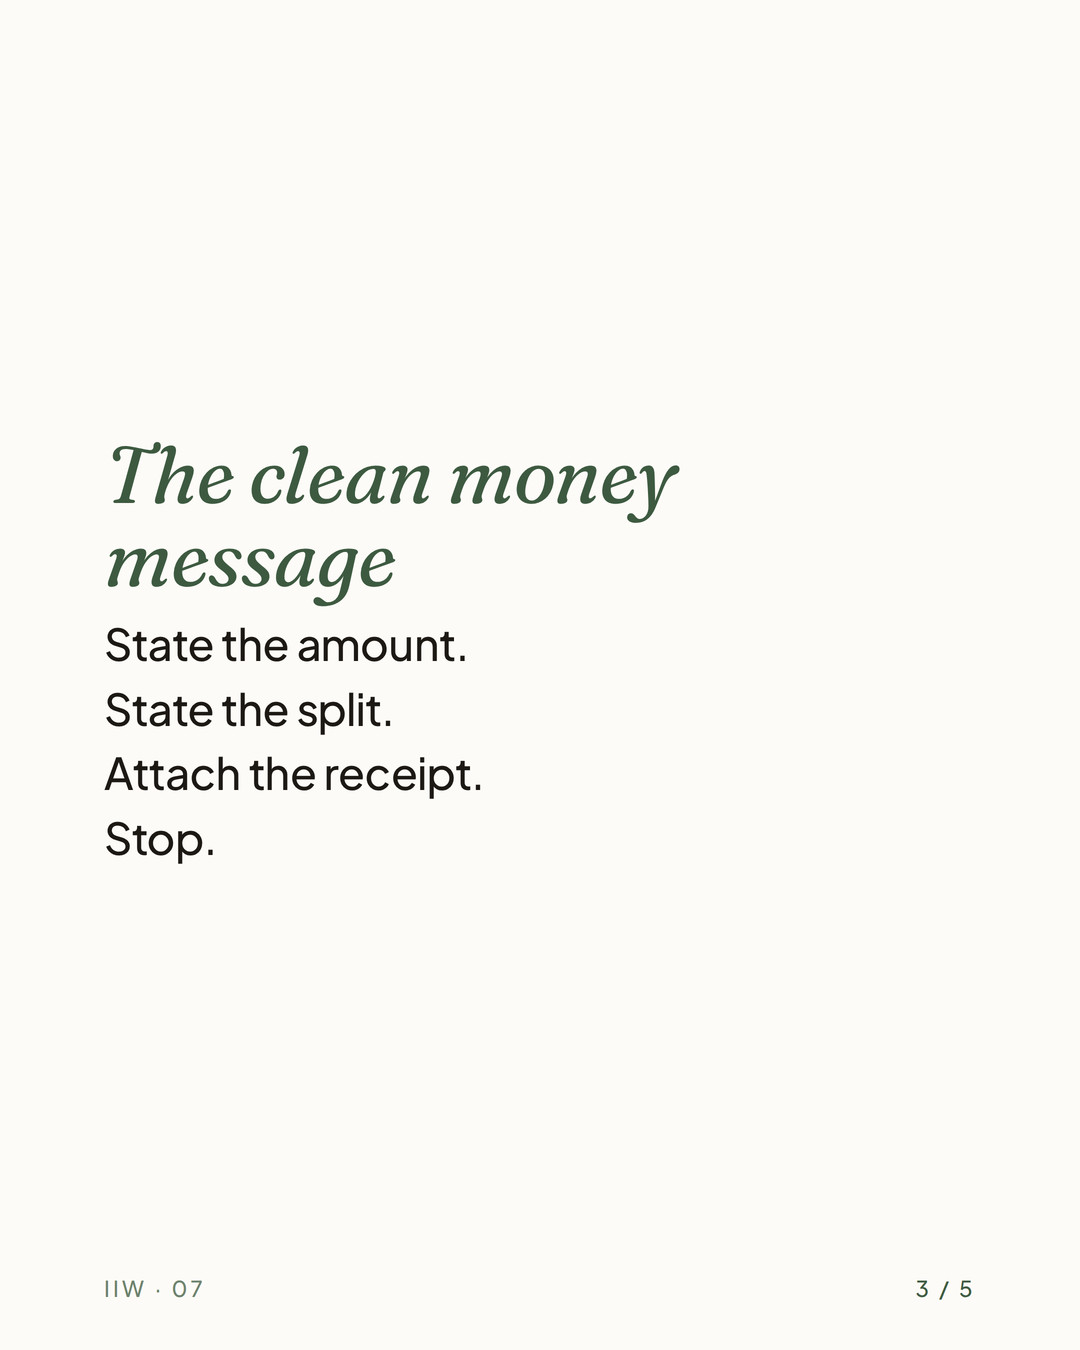 The clean money
message
State the amount.
State the split.
Attach the receipt.
Stop.
IIW · 07
3 / 5